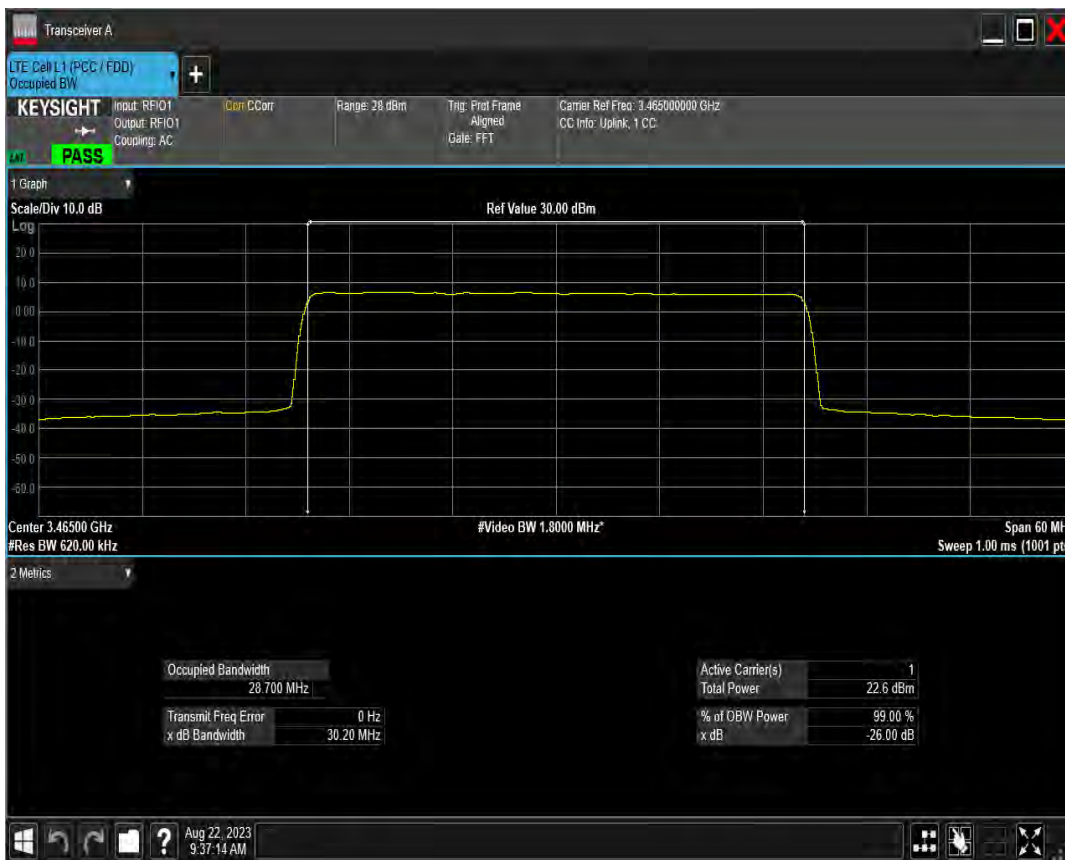 Transceiver A
LTE Cell L1 (PCC / FDD)
Occupied BW
+
KEYSIGHT
Input: RFIO1
Output: RFIO1
Coupling: AC
Corr CCorr
Range: 28 dBm
Trig: Prot Frame
Aligned
Gate: FFT
Carrier Ref Freq: 3.465000000 GHz
CC Info: Uplink, 1 CC
PASS
1 Graph
Scale/Div 10.0 dB
Ref Value 30.00 dBm
Log
20.0
10.0
0.00
-10.0
-20.0
-30.0
-40.0
-50.0
-60.0
Center 3.46500 GHz
#Video BW 1.8000 MHz*
Span 60 MH
#Res BW 620.00 kHz
Sweep 1.00 ms (1001 pt
2 Metrics
Occupied Bandwidth
28.700 MHz
Transmit Freq Error 0 Hz
x dB Bandwidth 30.20 MHz
Active Carrier(s) 1
Total Power 22.6 dBm
% of OBW Power 99.00 %
x dB -26.00 dB
?
Aug 22, 2023
9:37:14 AM